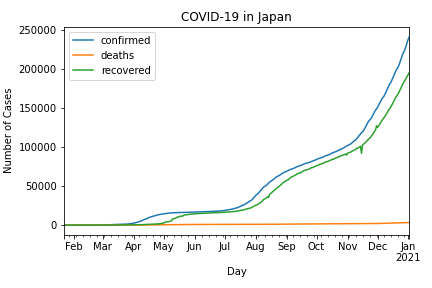 COVID-19 in Japan
confirmed
deaths
recovered
Number of Cases
250000
200000
150000
100000
50000
0
Feb Mar Apr May Jun Jul Aug Sep Oct Nov Dec Jan
2021
Day